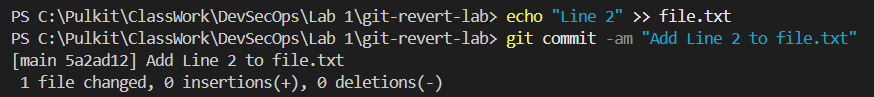 PS C:\Pulkit\ClassWork\DevSecOps\Lab 1\git-revert-lab> echo "Line 2" >> file.txt
PS C:\Pulkit\ClassWork\DevSecOps\Lab 1\git-revert-lab> git commit -am "Add Line 2 to file.txt"
[main 5a2ad12] Add Line 2 to file.txt
 1 file changed, 0 insertions(+), 0 deletions(-)